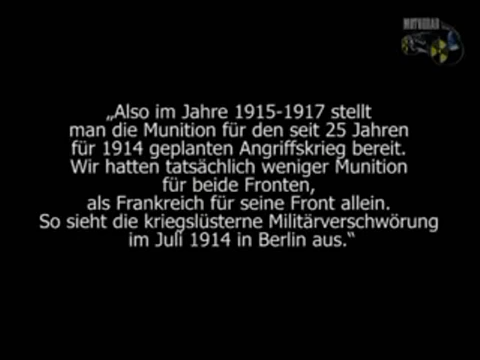 MOTORRAD
„Also im Jahre 1915-1917 stellt
man die Munition für den seit 25 Jahren
für 1914 geplanten Angriffskrieg bereit.
Wir hatten tatsächlich weniger Munition
für beide Fronten,
als Frankreich für seine Front allein.
So sieht die kriegslüsterne Militärverschwörung
im Juli 1914 in Berlin aus.“